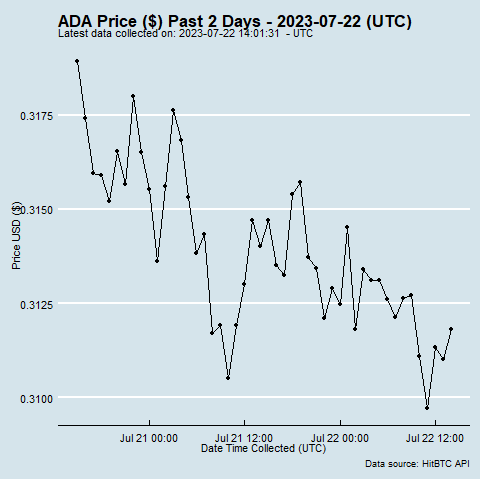 ADA Price ($) Past 2 Days - 2023-07-22 (UTC)
Latest data collected on: 2023-07-22 14:01:31  - UTC
0.3175
0.3150
0.3125
0.3100
Price USD ($)
Jul 21 00:00
Jul 21 12:00
Jul 22 00:00
Jul 22 12:00
Date Time Collected (UTC)
Data source: HitBTC API